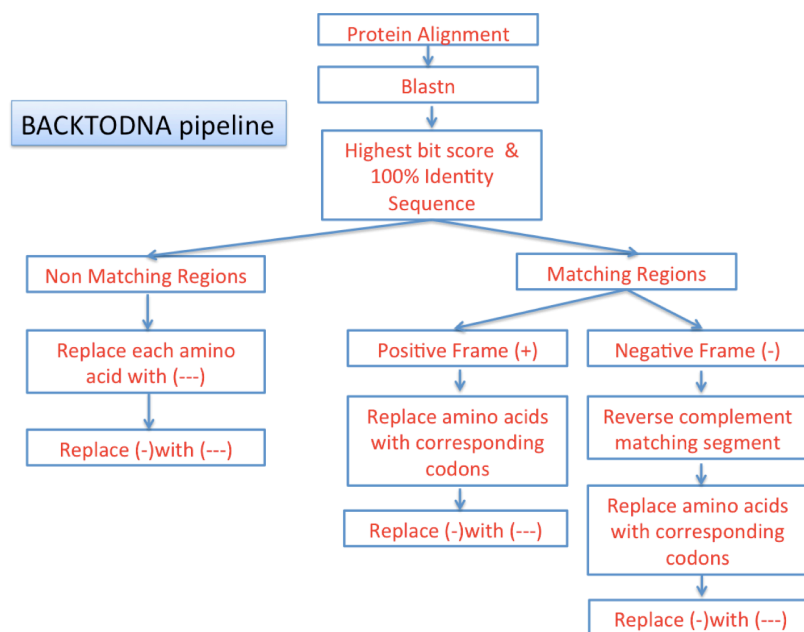 Protein Alignment
Blastn
BACKTODNA pipeline
Highest bit score &
100% Identity
Sequence
Non Matching Regions
Matching Regions
Replace each amino
acid with (---)
Positive Frame (+)
Negative Frame (-)
Replace (-)with (---)
Replace amino acids
with corresponding
codons
Reverse complement
matching segment
Replace (-)with (---)
Replace amino acids
with corresponding
codons
Replace (-)with (---)